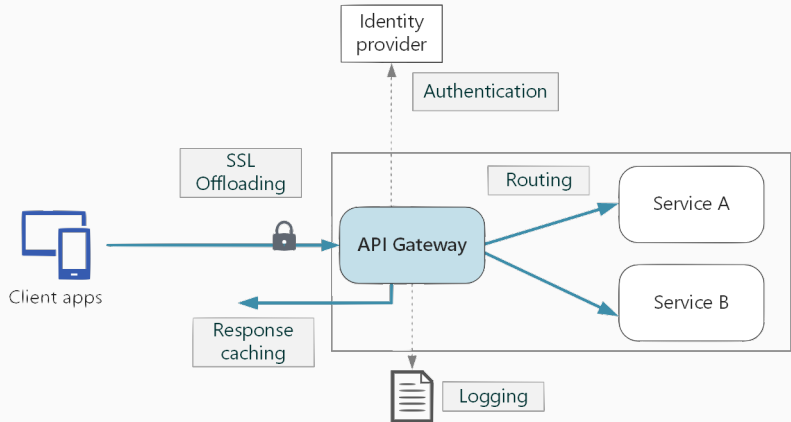 Identity
provider
Authentication
SSL
Offloading
Routing
Service A
API Gateway
Client apps
Service B
Response
caching
Logging